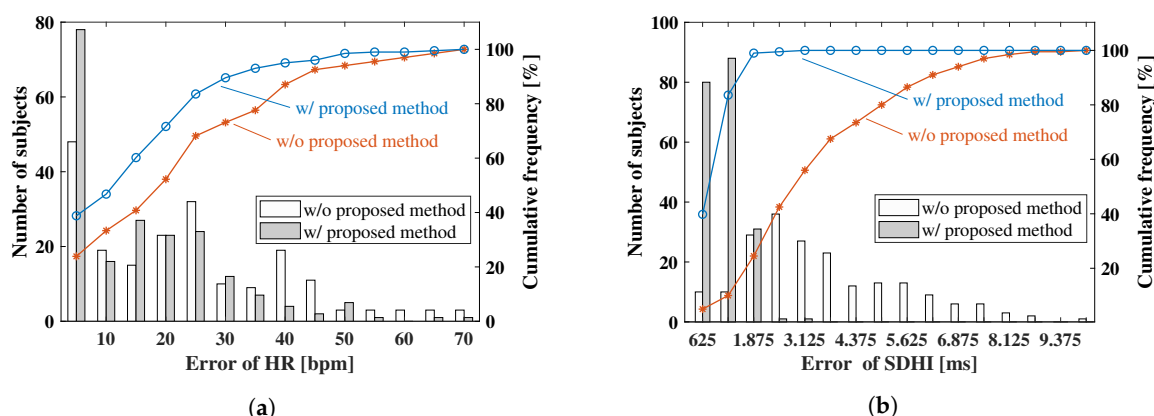 80
60
40
20
0
Number of subjects
100
80
60
40
20
0
Cumulative frequency [%]
w/ proposed method
w/o proposed method
w/o proposed method
w/ proposed method
10 20 30 40 50 60 70
Error of HR [bpm]
(a)
100
80
60
40
20
0
Number of subjects
100
80
60
40
20
0
Cumulative frequency [%]
w/ proposed method
w/o proposed method
w/o proposed method
w/ proposed method
625 1.875 3.125 4.375 5.625 6.875 8.125 9.375
Error of SDHI [ms]
(b)